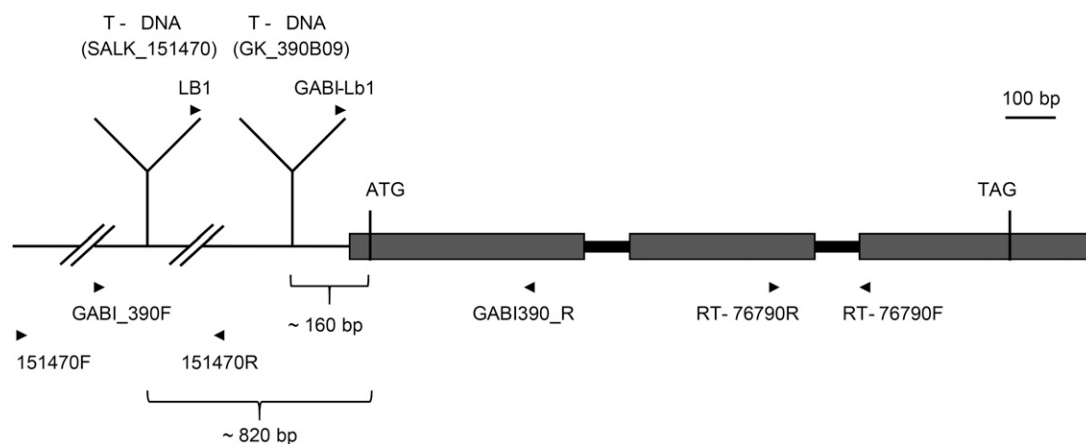 T - DNA
(SALK_151470)
T - DNA
(GK_390B09)
LB1
GABI-Lb1
100 bp
ATG
TAG
GABI_390F
~ 160 bp
GABI390_R
RT- 76790R
RT- 76790F
151470F
151470R
~ 820 bp